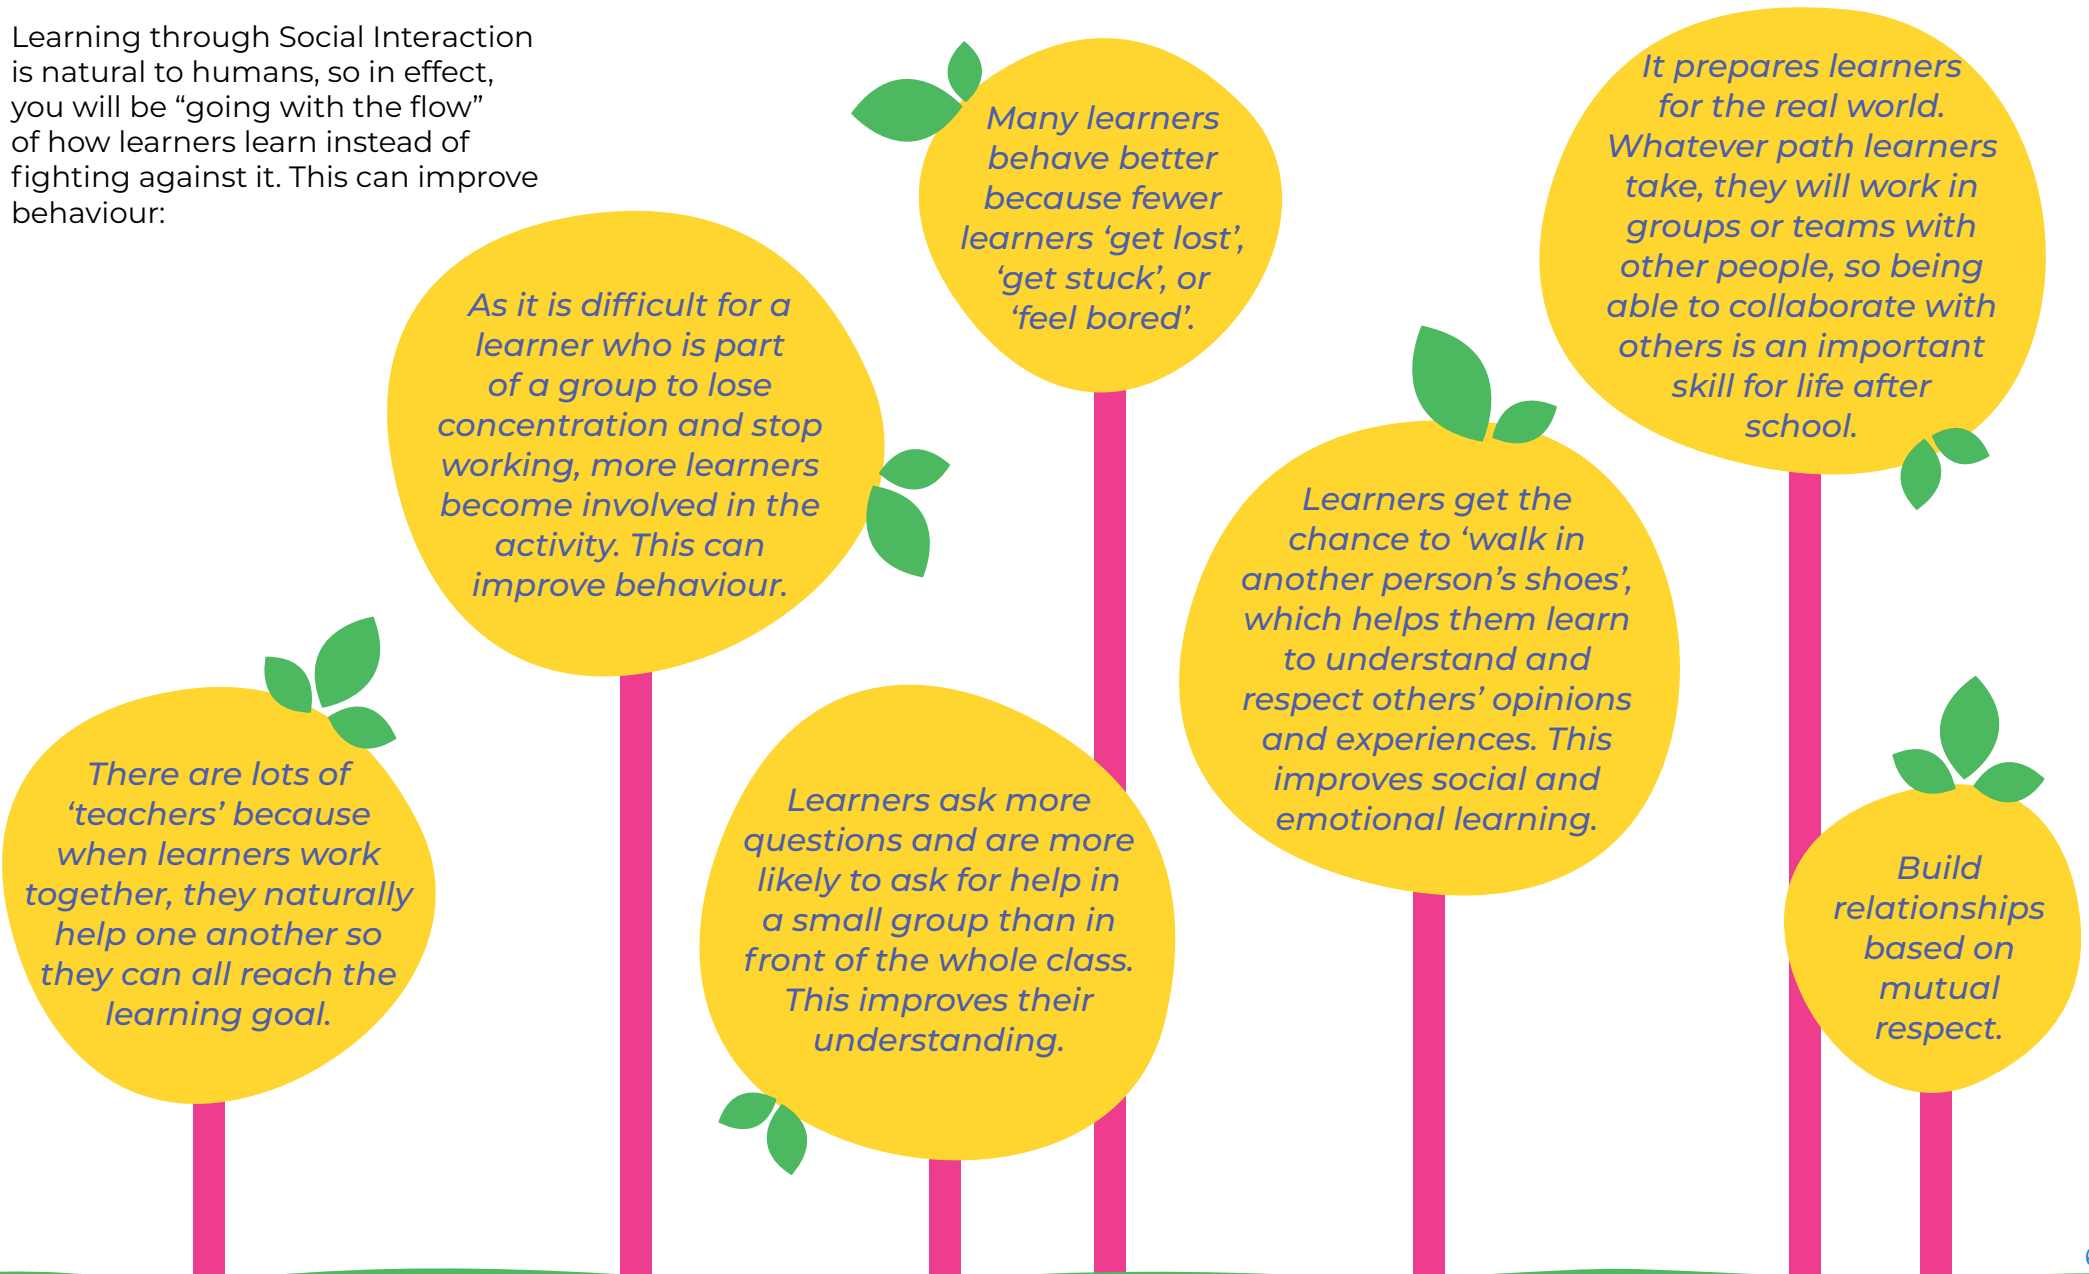 Learning through Social Interaction
is natural to humans, so in effect,
you will be “going with the flow”
of how learners learn instead of
fighting against it. This can improve
behaviour:
There are lots of
‘teachers’ because
when learners work
together, they naturally
help one another so
they can all reach the
learning goal.
As it is difficult for a
learner who is part
of a group to lose
concentration and stop
working, more learners
become involved in the
activity. This can
improve behaviour.
Learners ask more
questions and are more
likely to ask for help in
a small group than in
front of the whole class.
This improves their
understanding.
Many learners
behave better
because fewer
learners ‘get lost’,
‘get stuck’, or
‘feel bored’.
Learners get the
chance to ‘walk in
another person’s shoes’,
which helps them learn
to understand and
respect others’ opinions
and experiences. This
improves social and
emotional learning.
It prepares learners
for the real world.
Whatever path learners
take, they will work in
groups or teams with
other people, so being
able to collaborate with
others is an important
skill for life after
school.
Build
relationships
based on
mutual
respect.